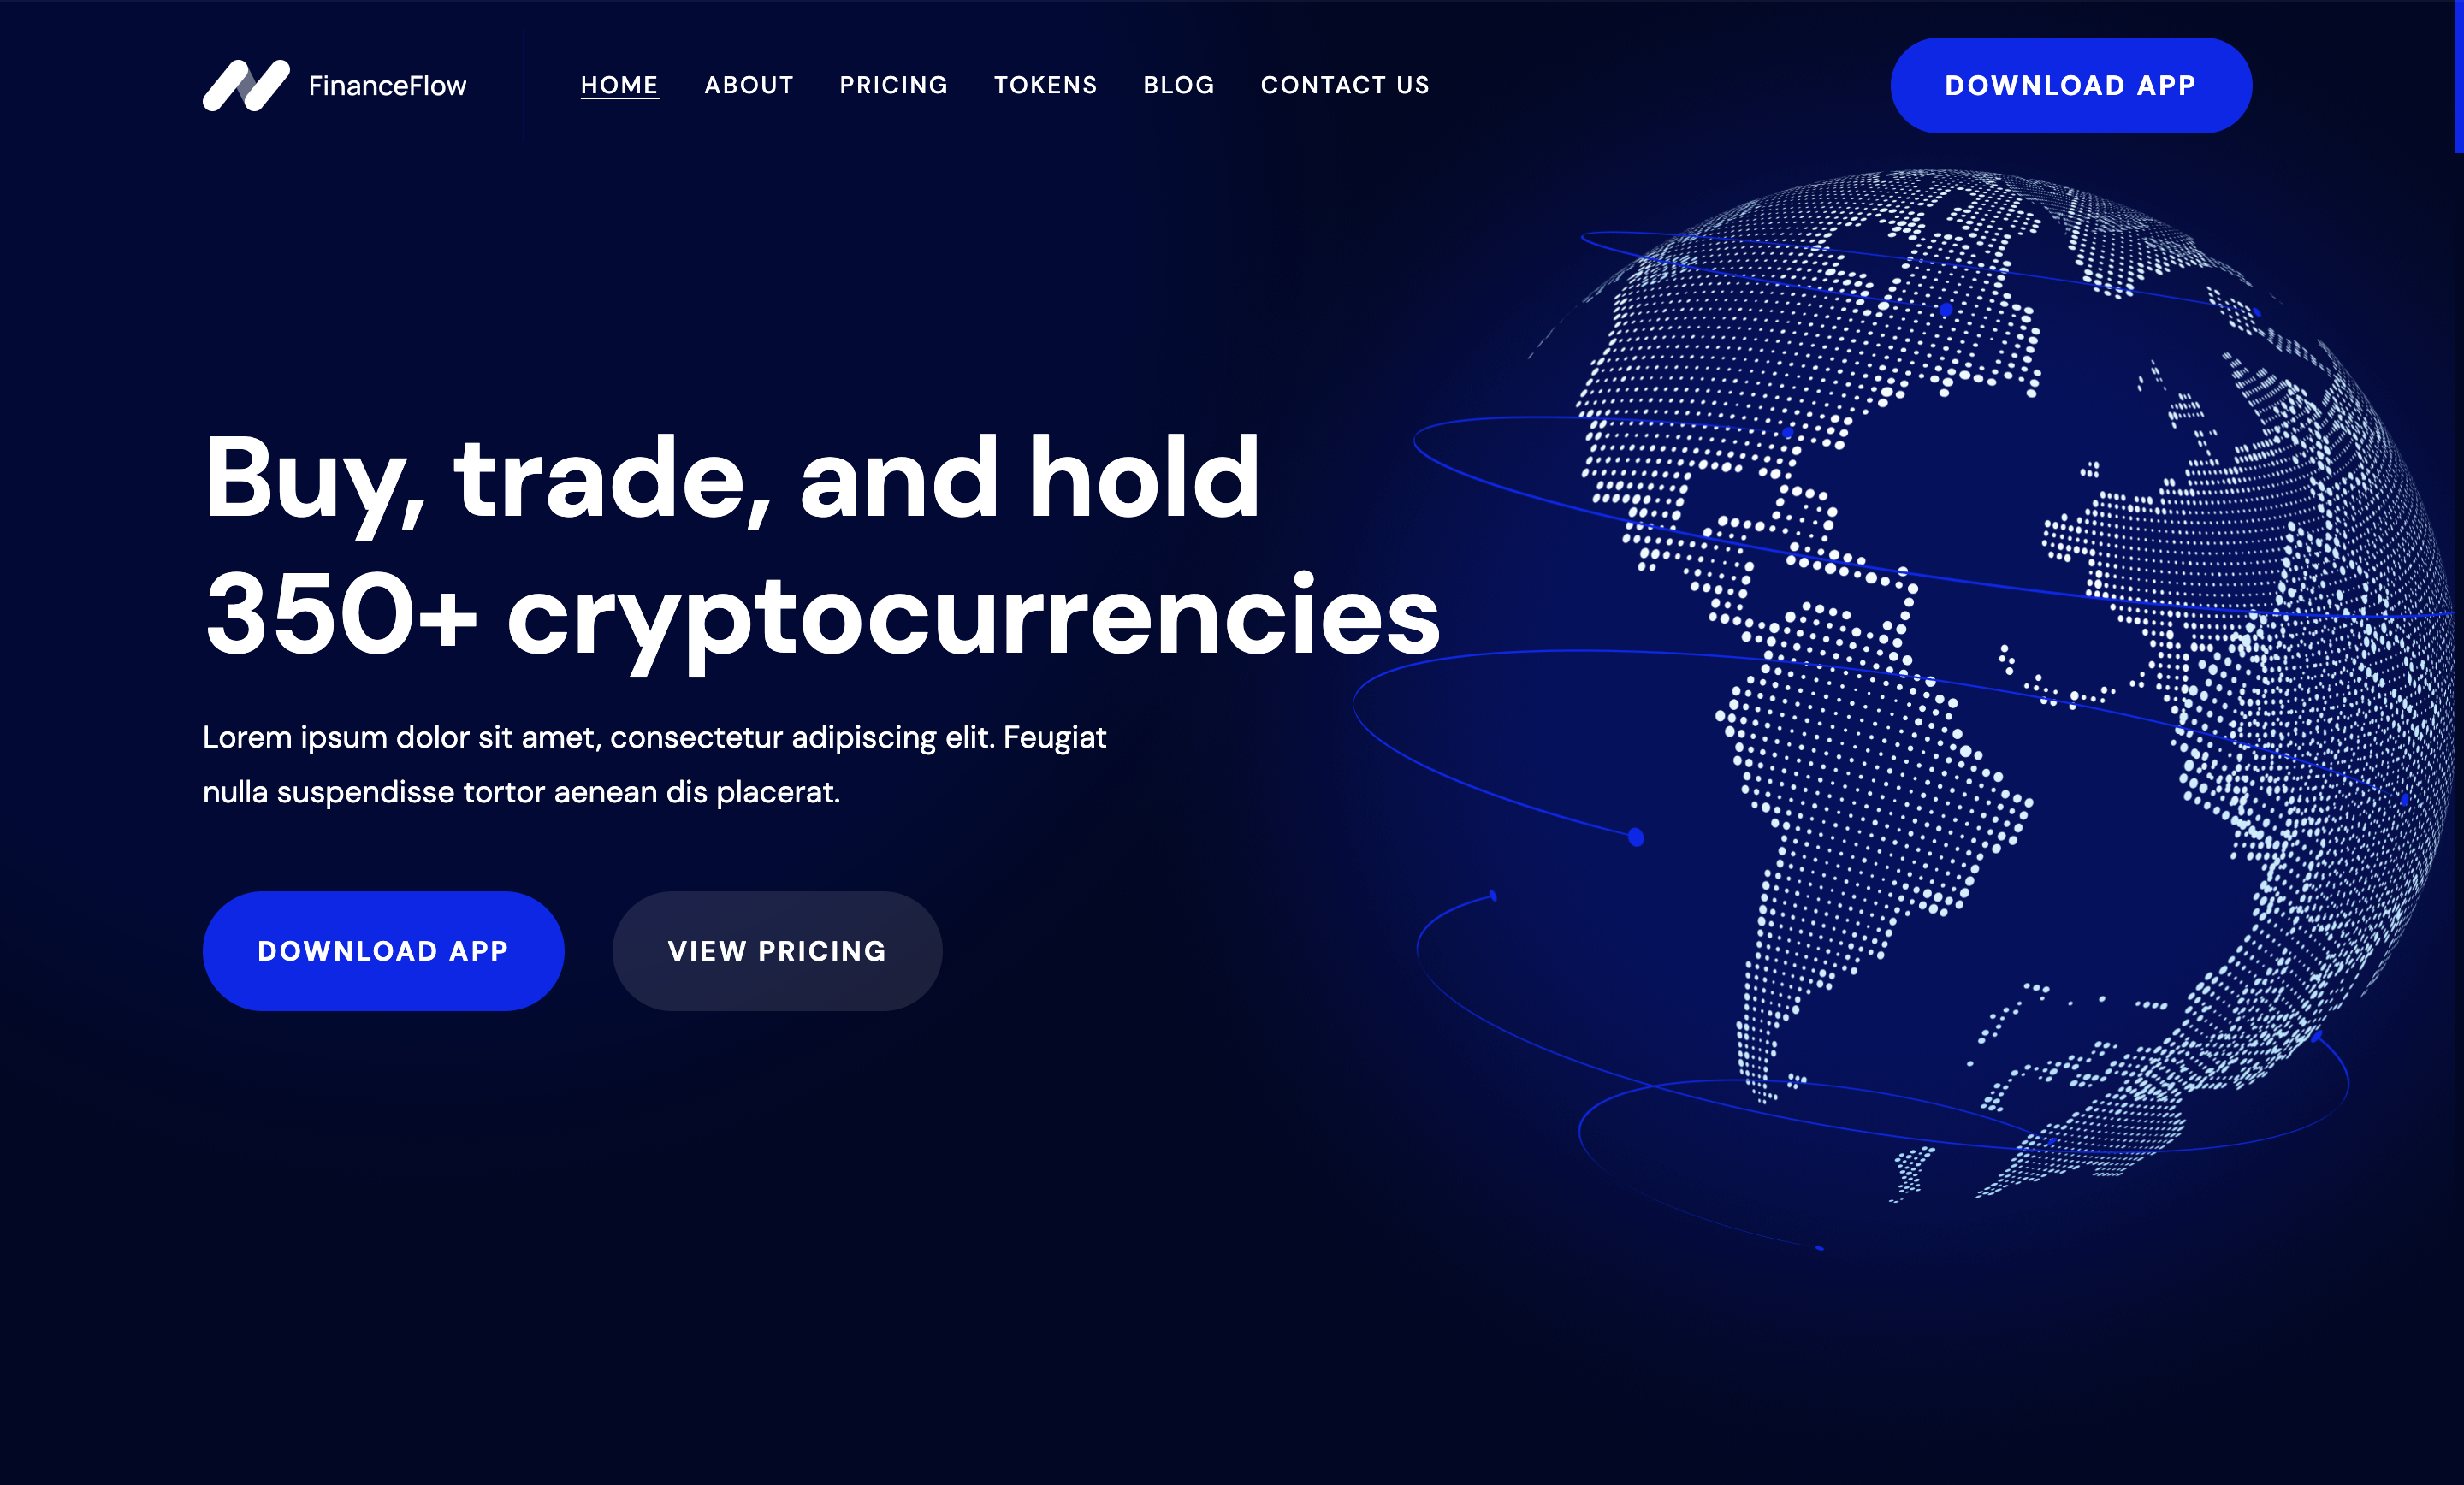 FinanceFlow
HOME ABOUT PRICING TOKENS BLOG CONTACT US
DOWNLOAD APP
Buy, trade, and hold
350+ cryptocurrencies
Lorem ipsum dolor sit amet, consectetur adipiscing elit. Feugiat
nulla suspendisse tortor aenean dis placerat.
DOWNLOAD APP
VIEW PRICING